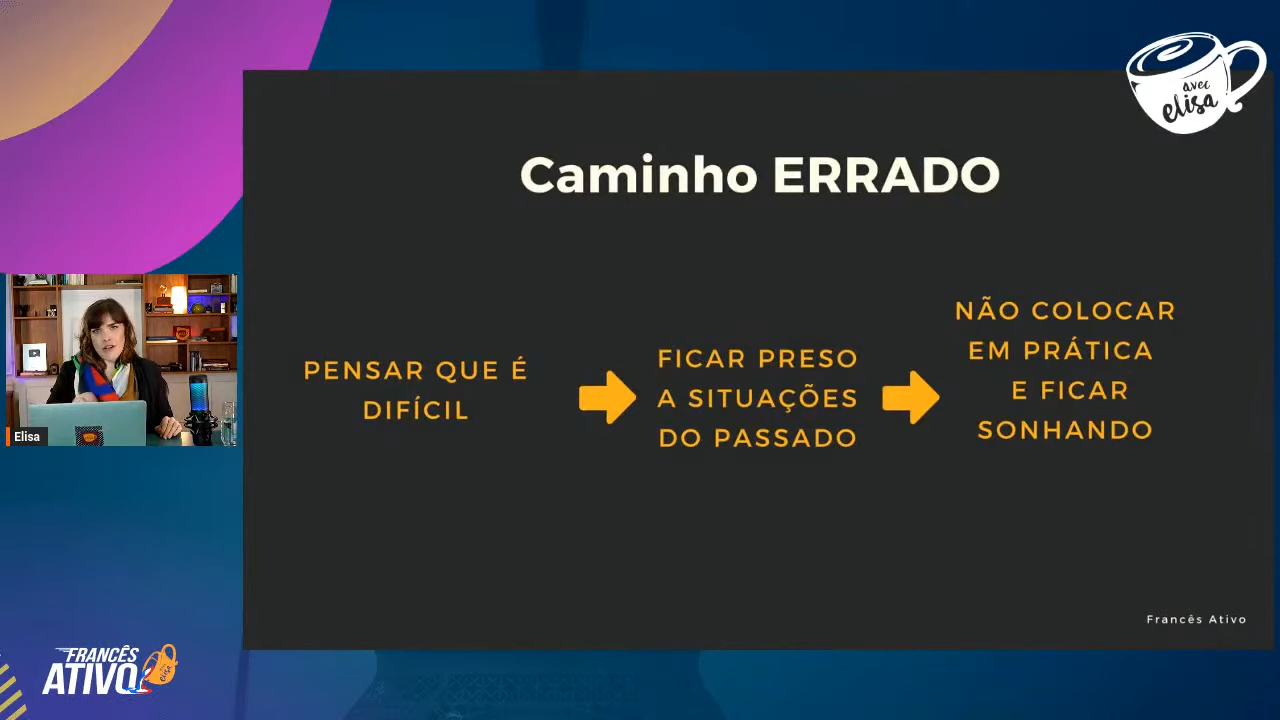 avec
elisa
Caminho ERRADO
PENSAR QUE É
DIFÍCIL
FICAR PRESO
A SITUAÇÕES
DO PASSADO
NÃO COLOCAR
EM PRÁTICA
E FICAR
SONHANDO
Elisa
Francês Ativo
FRANCÊS
ATIVO
elisa